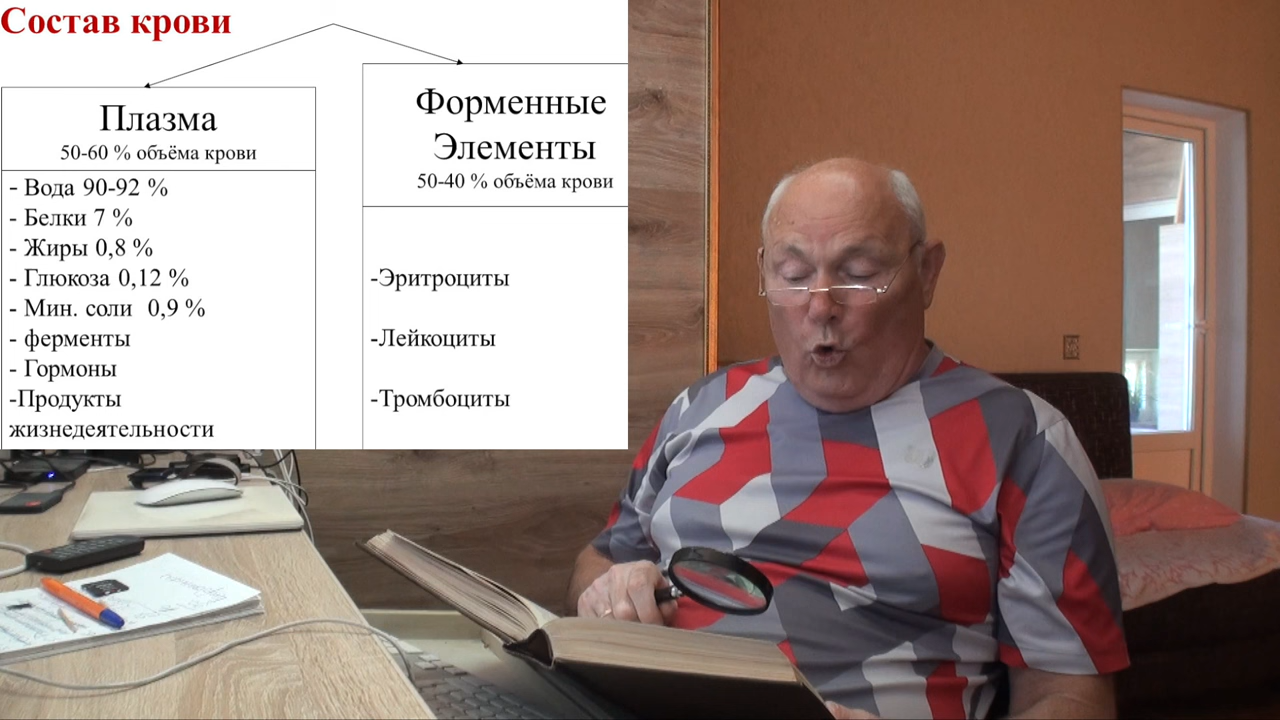 Состав крови
Плазма
50-60 % объёма крови
- Вода 90-92 %
- Белки 7 %
- Жиры 0,8 %
- Глюкоза 0,12 %
- Мин. соли 0,9 %
- ферменты
- Гормоны
-Продукты
жизнедеятельности
Форменные
Элементы
50-40 % объёма крови
-Эритроциты
-Лейкоциты
-Тромбоциты